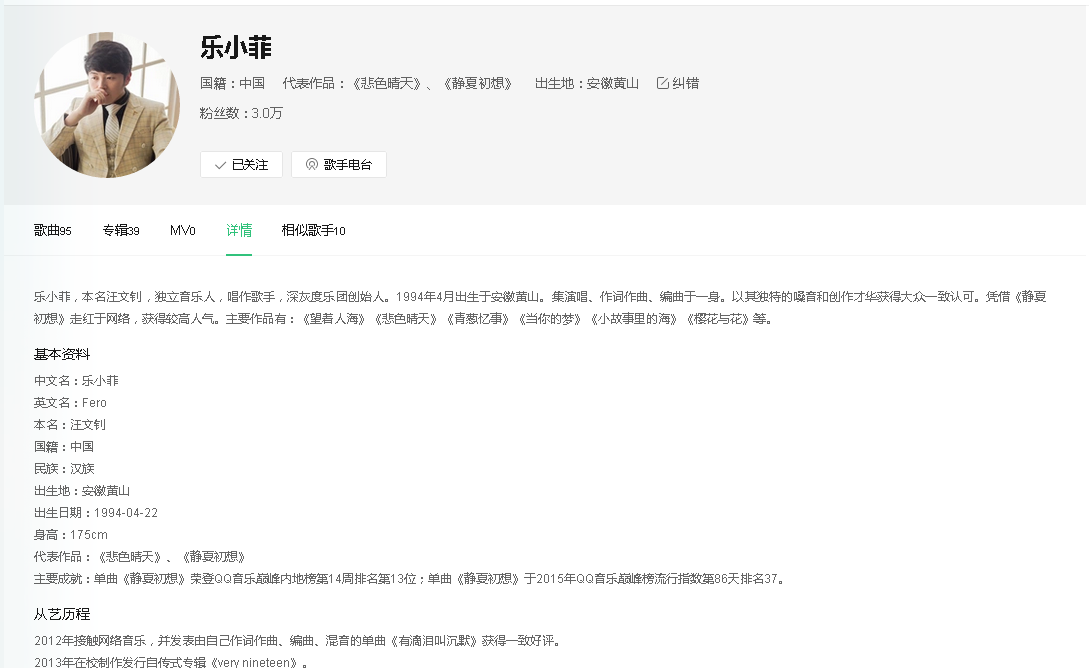 乐小菲
国籍：中国 代表作品：《悲色晴天》、《静夏初想》 出生地：安徽黄山 纠错
粉丝数：3.0万
已关注 歌手电台
歌曲95 专辑39 MV0 详情 相似歌手10
乐小菲，本名汪文钊，独立音乐人，唱作歌手，深灰度乐团创始人。1994年4月出生于安徽黄山。集演唱、作词作曲、编曲于一身。以其独特的嗓音和创作才华获得大众一致认可。凭借《静夏
初想》走红于网络，获得较高人气。主要作品有：《望着人海》《悲色晴天》《青葱忆事》《当你的梦》《小故事里的海》《樱花与花》等。
基本资料
中文名：乐小菲
英文名：Fero
本名：汪文钊
国籍：中国
民族：汉族
出生地：安徽黄山
出生日期：1994-04-22
身高：175cm
代表作品：《悲色晴天》、《静夏初想》
主要成就：单曲《静夏初想》荣登QQ音乐巅峰内地榜第14周排名第13位；单曲《静夏初想》于2015年QQ音乐巅峰榜流行指数第86天排名37。
从艺历程
2012年接触网络音乐，并发表由自己作词作曲、编曲、混音的单曲《有滴泪叫沉默》获得一致好评。
2013年在校制作发行自传式专辑《very nineteen》。